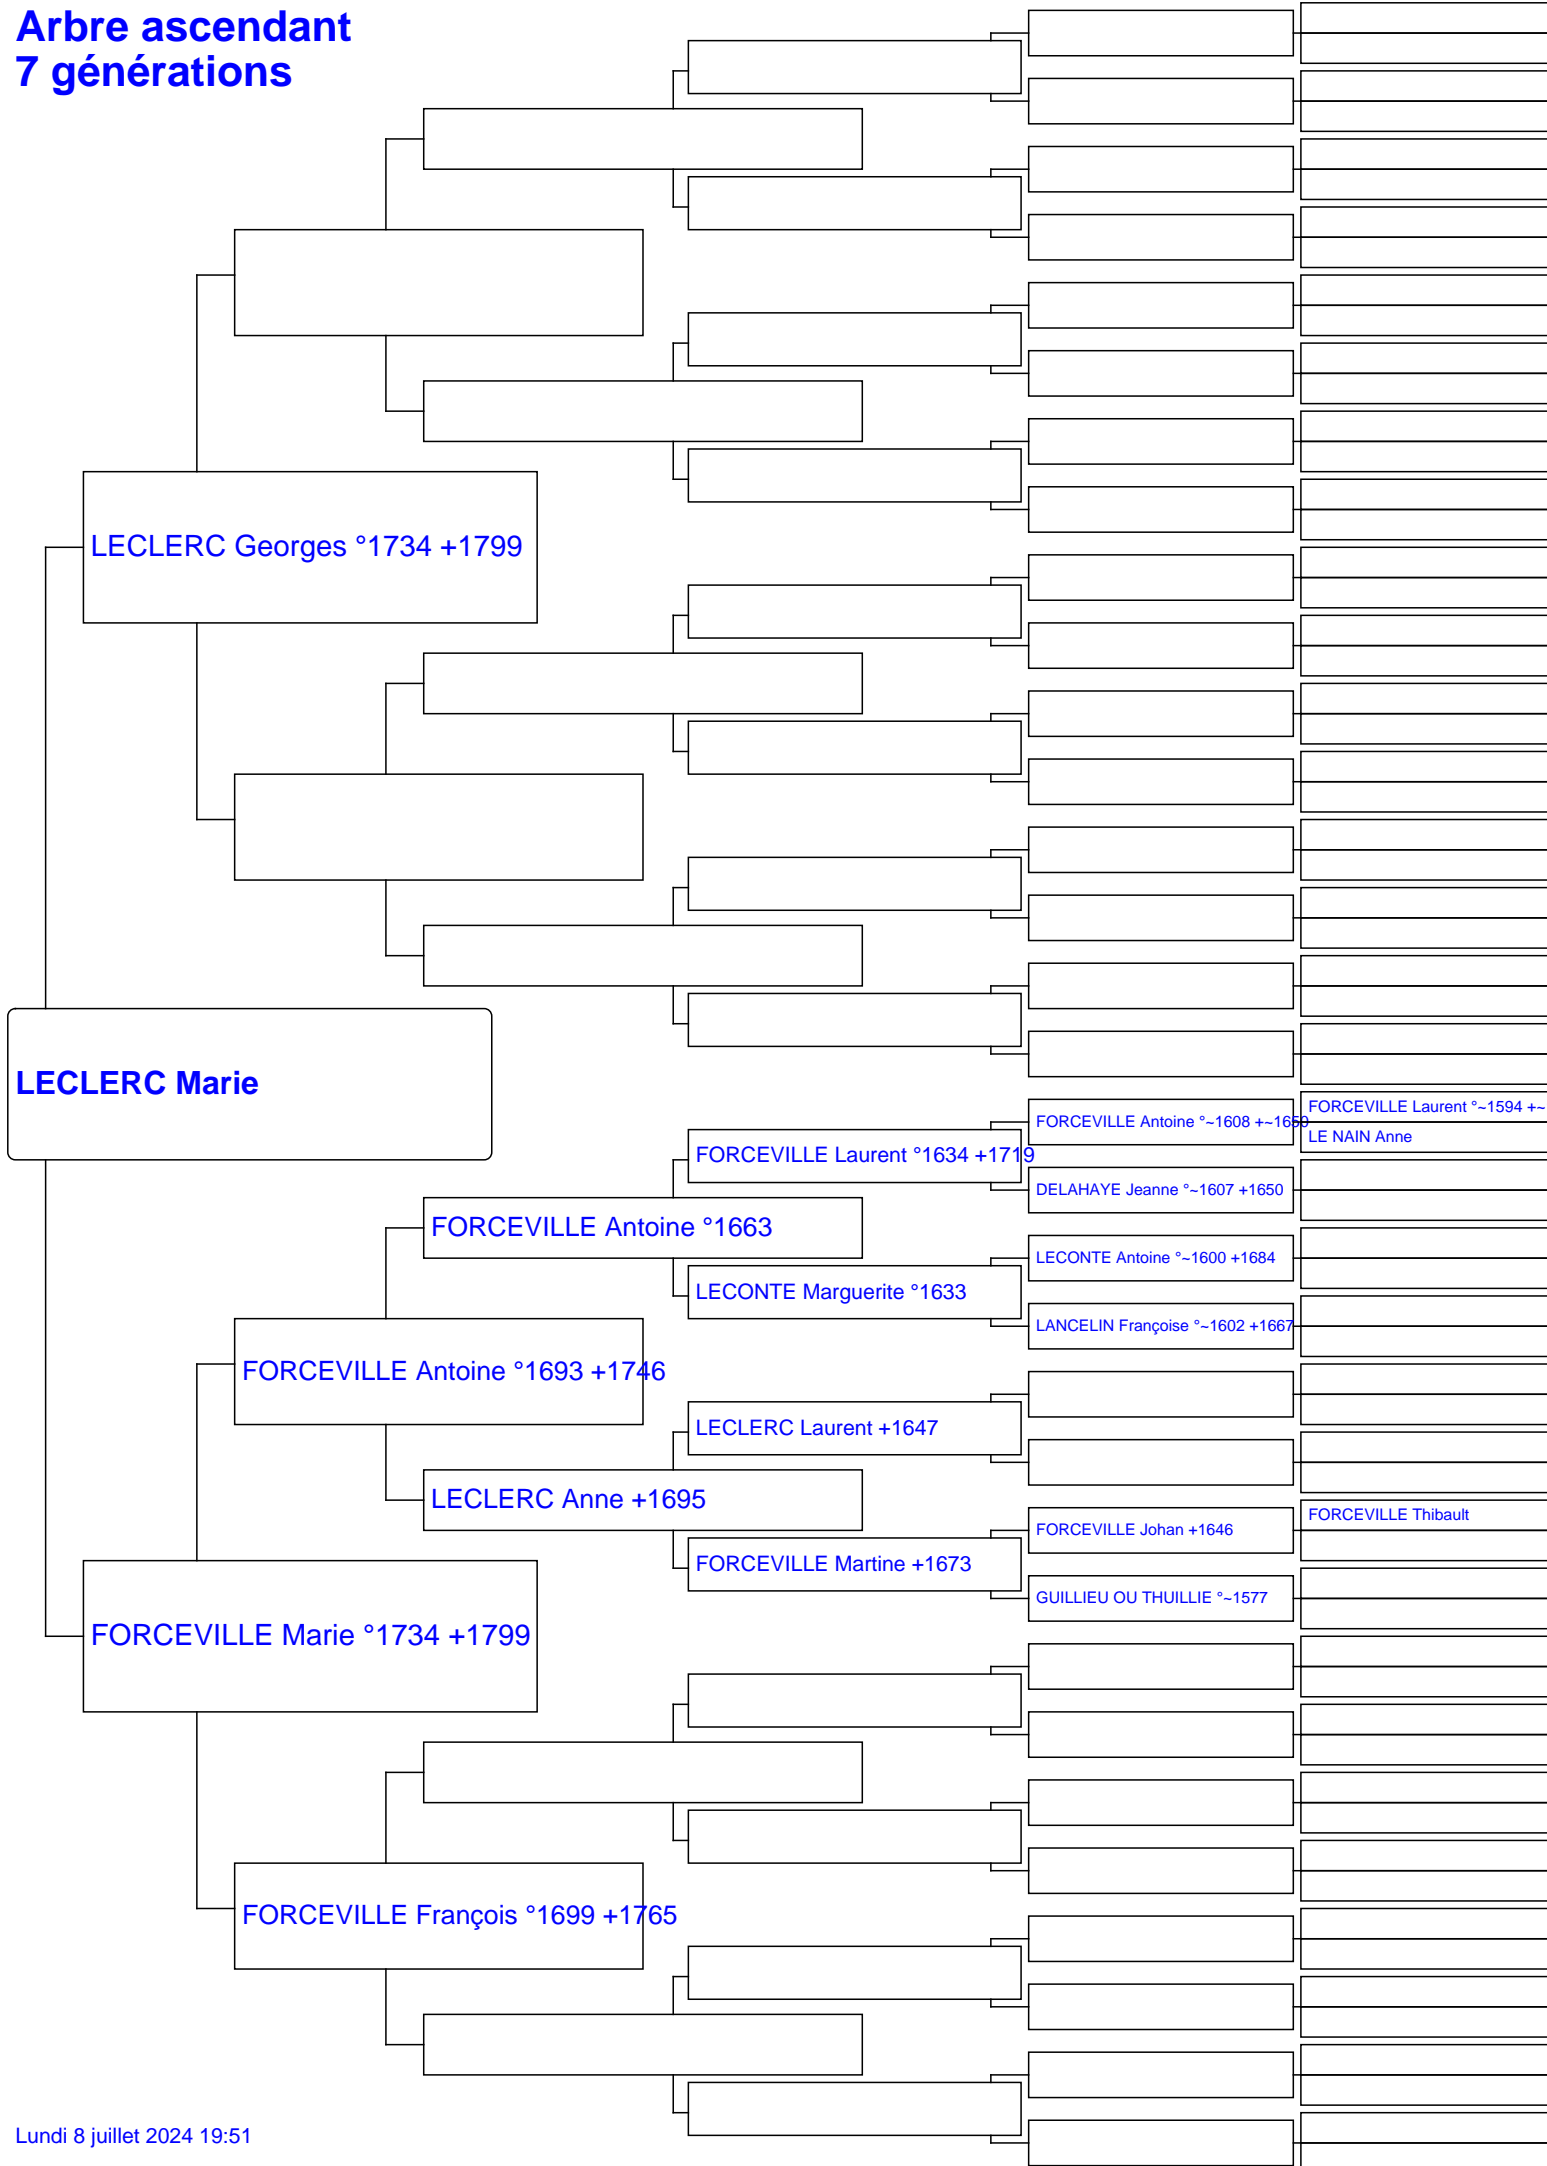 Arbre ascendant
7 générations
LECLERC Georges °1734 +1799
LECLERC Marie
FORCEVILLE Laurent °~1594 +~
FORCEVILLE Antoine °~1608 +~1650
LE NAIN Anne
FORCEVILLE Laurent °1634 +1719
DELAHAYE Jeanne °~1607 +1650
FORCEVILLE Antoine °1663
LECONTE Antoine °~1600 +1684
LECONTE Marguerite °1633
LANCELIN Françoise °~1602 +1667
FORCEVILLE Antoine °1693 +1746
LECLERC Laurent +1647
LECLERC Anne +1695
FORCEVILLE Thibault
FORCEVILLE Johan +1646
FORCEVILLE Martine +1673
GUILLIEU OU THUILLIE °~1577
FORCEVILLE Marie °1734 +1799
FORCEVILLE François °1699 +1765
Lundi 8 juillet 2024 19:51